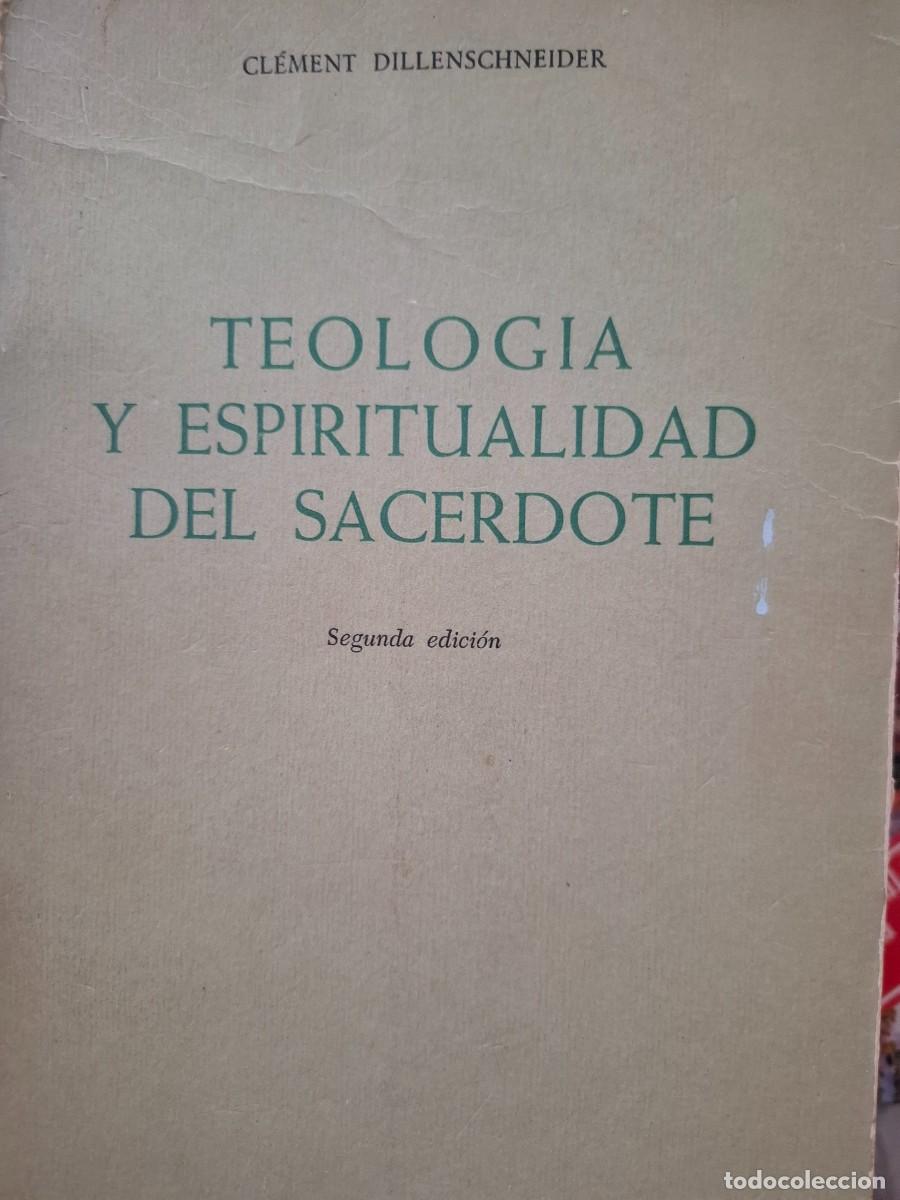 CLÉMENT DILLENSCHNEIDER
TEOLOGIA
Y ESPIRITUALIDAD
DEL SACERDOTE
Segunda edición
todocoleccion